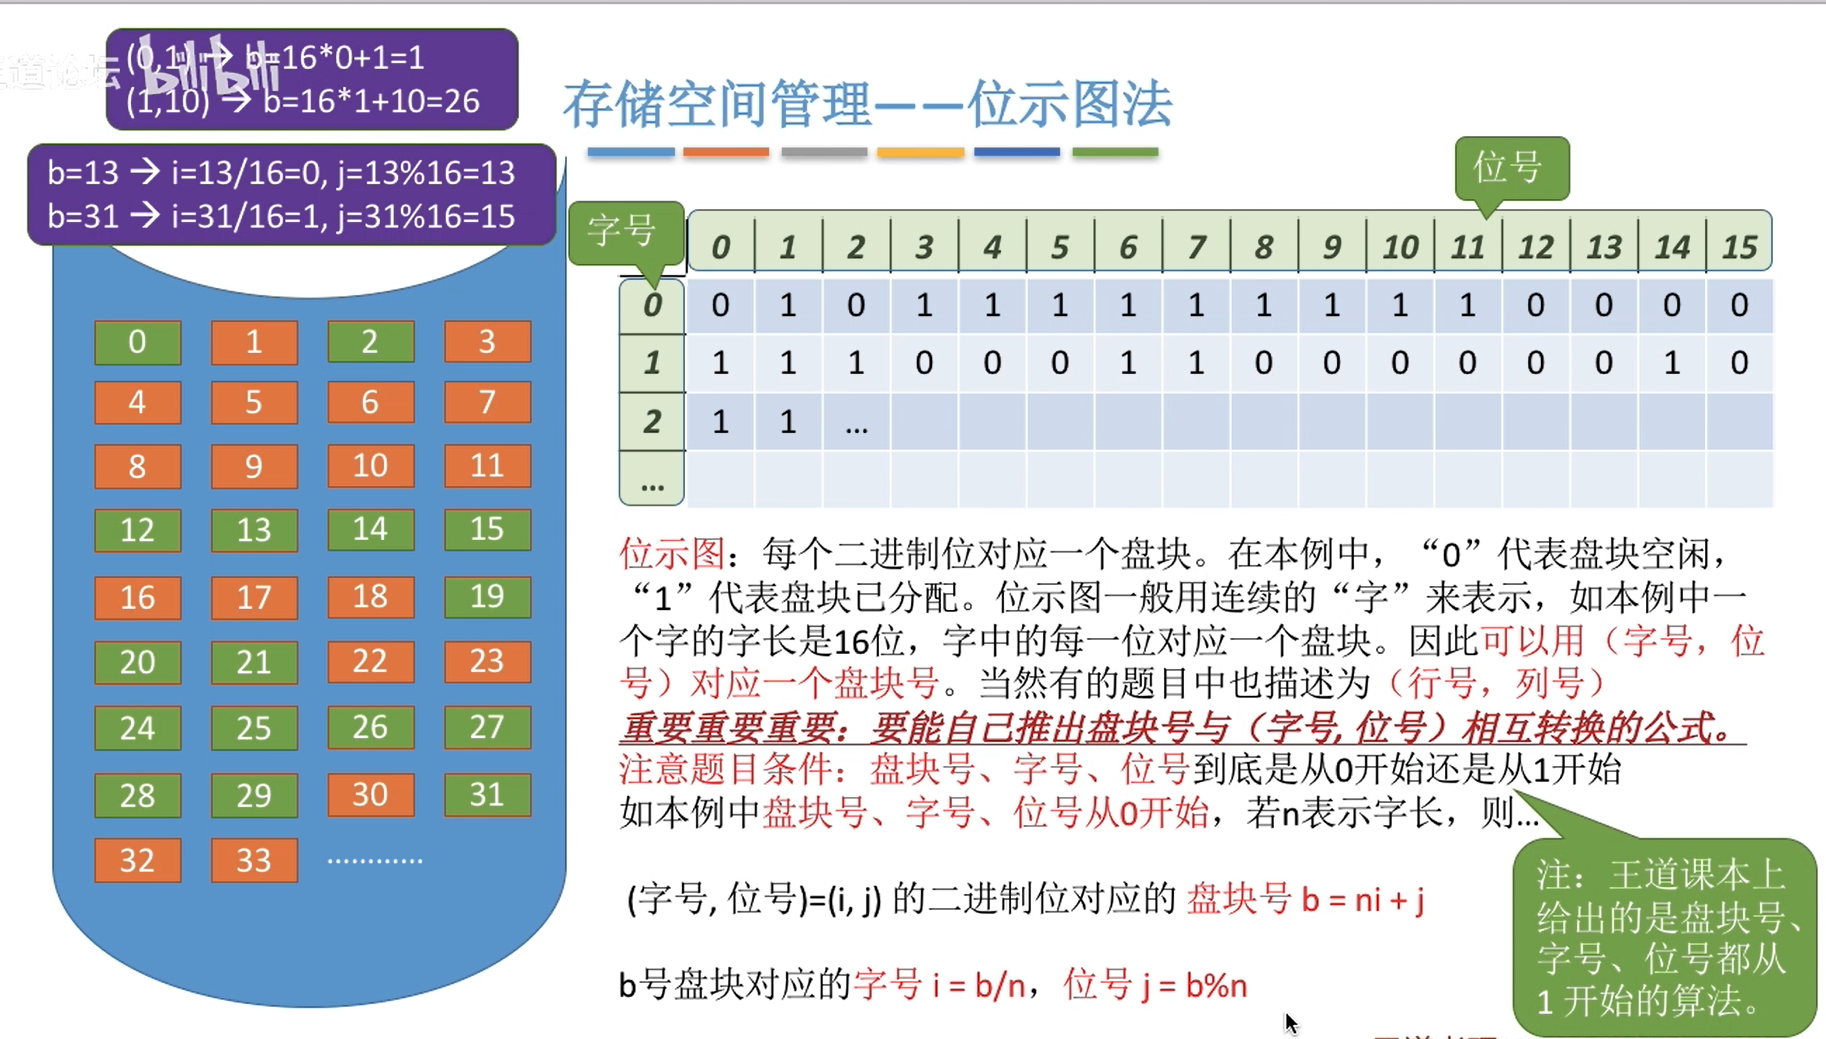 王道论坛 bilibili
(0,1) → b=16*0+1=1
(1,10) → b=16*1+10=26
b=13 → i=13/16=0, j=13%16=13
b=31 → i=31/16=1, j=31%16=15
存储空间管理——位示图法
字号
位号
0 1 2 3 4 5 6 7 8 9 10 11 12 13 14 15
0 0 1 0 1 1 1 1 1 1 1 1 1 0 0 0 0
1 1 1 1 0 0 0 1 1 0 0 0 0 0 0 1 0
2 1 1 ...
...
0 1 2 3
4 5 6 7
8 9 10 11
12 13 14 15
16 17 18 19
20 21 22 23
24 25 26 27
28 29 30 31
32 33 …………
位示图：每个二进制位对应一个盘块。在本例中，“0”代表盘块空闲，
“1”代表盘块已分配。位示图一般用连续的“字”来表示，如本例中一
个字的字长是16位，字中的每一位对应一个盘块。因此可以用（字号，位
号）对应一个盘块号。当然有的题目中也描述为（行号，列号）
重要重要重要：要能自己推出盘块号与（字号, 位号）相互转换的公式。
注意题目条件：盘块号、字号、位号到底是从0开始还是从1开始
如本例中盘块号、字号、位号从0开始，若n表示字长，则...
(字号, 位号)=(i, j) 的二进制位对应的 盘块号 b = ni + j
b号盘块对应的字号 i = b/n，位号 j = b%n
注：王道课本上
给出的是盘块号、
字号、位号都从
1 开始的算法。